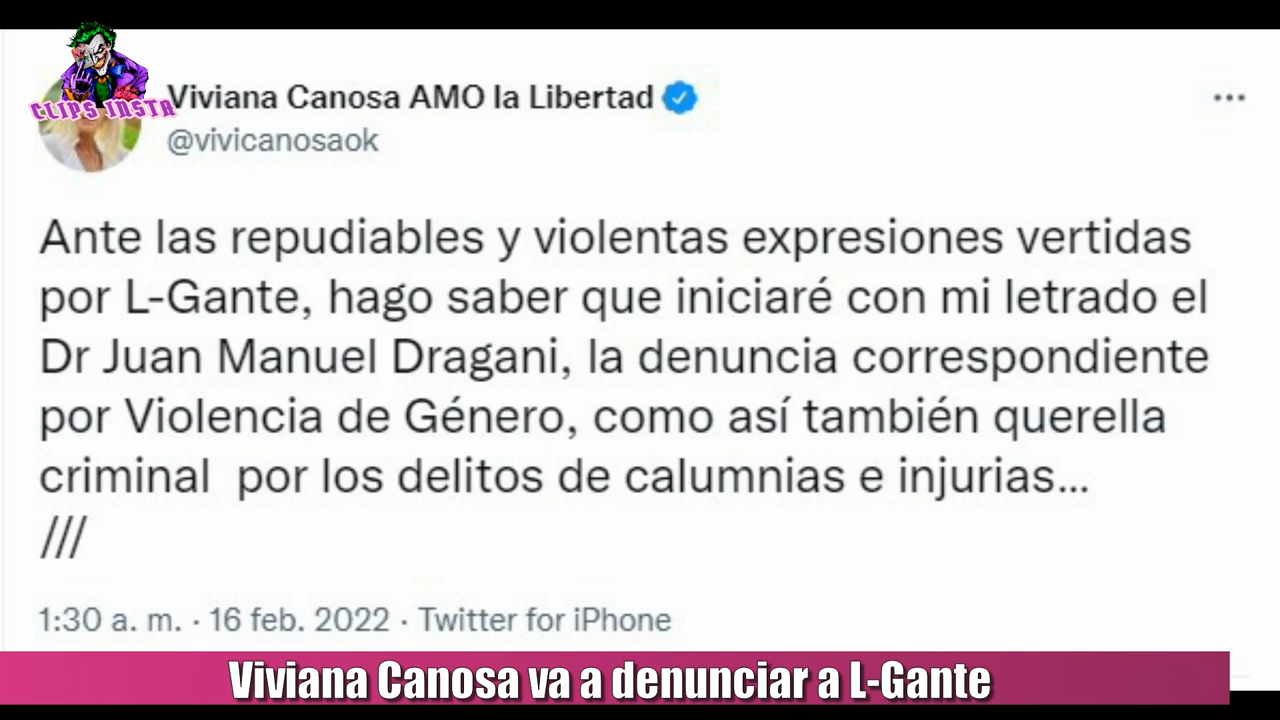 CLIPS INSTA
Viviana Canosa AMO la Libertad
@vivicanosaok
Ante las repudiables y violentas expresiones vertidas
por L-Gante, hago saber que iniciaré con mi letrado el
Dr Juan Manuel Dragani, la denuncia correspondiente
por Violencia de Género, como así también querella
criminal  por los delitos de calumnias e injurias...
///
1:30 a. m. · 16 feb. 2022 · Twitter for iPhone
Viviana Canosa va a denunciar a L-Gante